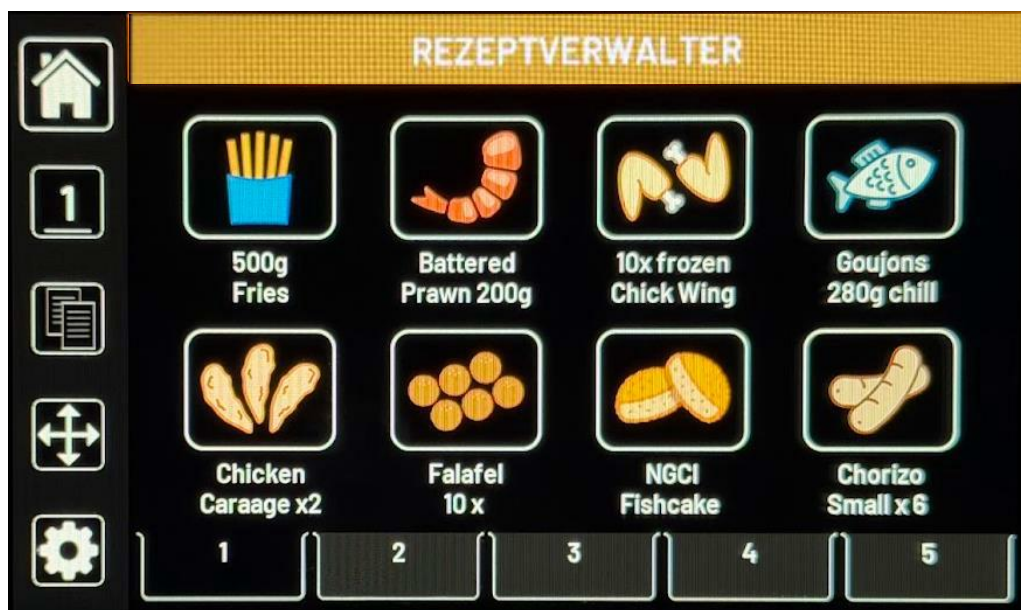 REZEPTVERWALTER
1
500g
Fries
Battered
Prawn 200g
10x frozen
Chick Wing
Goujons
280g chill
Chicken
Caraage x2
Falafel
10 x
NGCI
Fishcake
Chorizo
Small x 6
1
2
3
4
5